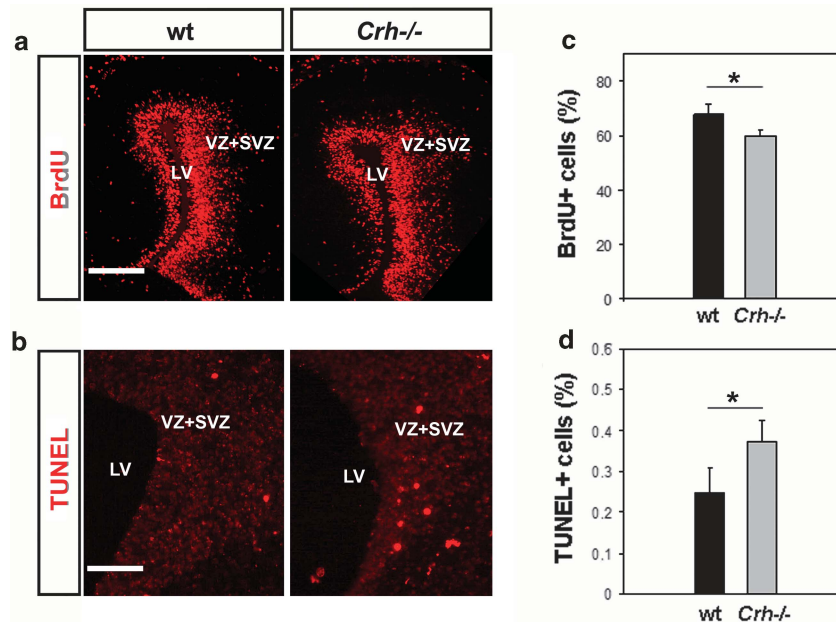 a
wt
Crh-/-
BrdU
VZ+SVZ
LV
VZ+SVZ
LV
b
TUNEL
VZ+SVZ
LV
VZ+SVZ
LV
c
BrdU+ cells (%)
80
60
40
20
0
*
wt
Crh-/-
d
TUNEL+ cells (%)
0.6
0.5
0.4
0.3
0.2
0.1
0
*
wt
Crh-/-